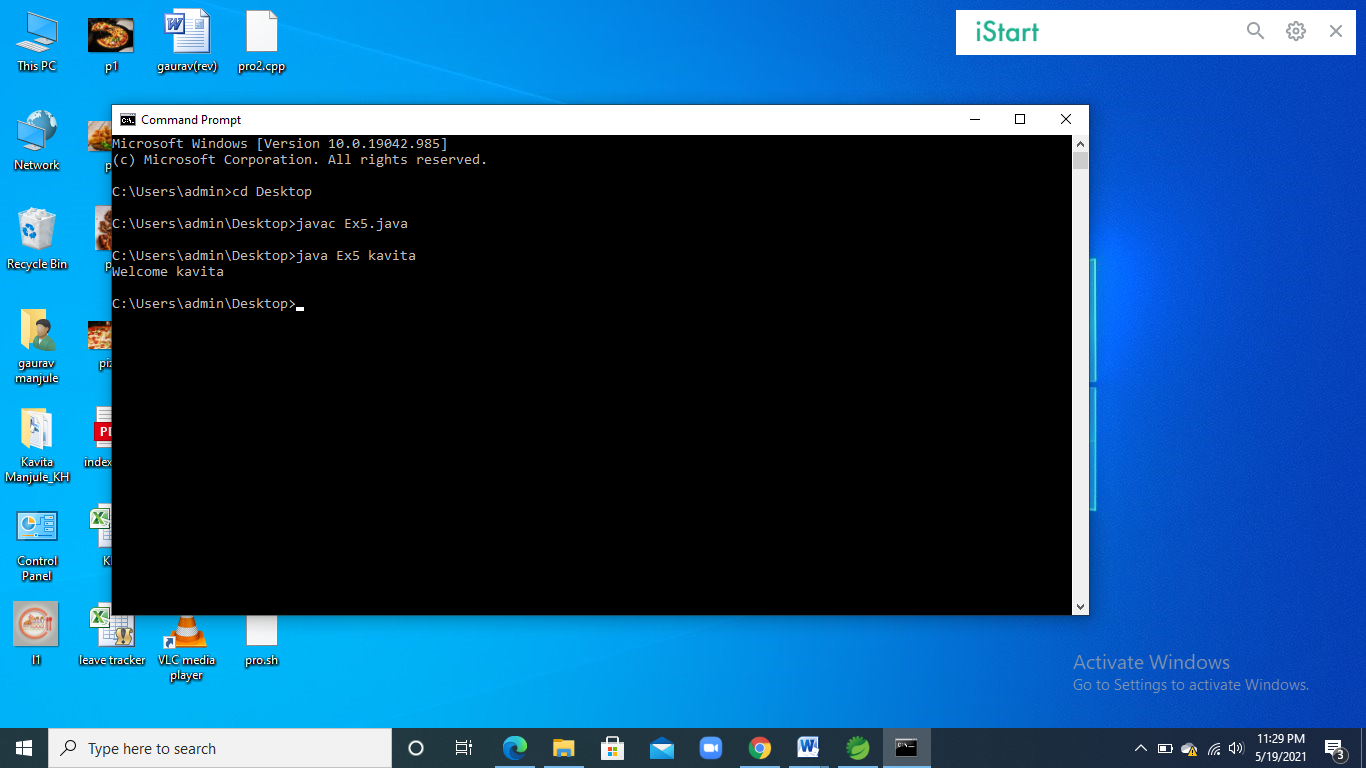 This PC
p1
gaurav(rev)
pro2.cpp
iStart
Network
Recycle Bin
gaurav
manjule
Kavita
Manjule_KH
index
Control
Panel
leave tracker
VLC media
player
pro.sh
Command Prompt
Microsoft Windows [Version 10.0.19042.985]
(c) Microsoft Corporation. All rights reserved.
C:\Users\admin>cd Desktop
C:\Users\admin\Desktop>javac Ex5.java
C:\Users\admin\Desktop>java Ex5 kavita
Welcome kavita
C:\Users\admin\Desktop>
Activate Windows
Go to Settings to activate Windows.
Type here to search
11:29 PM
5/19/2021
3